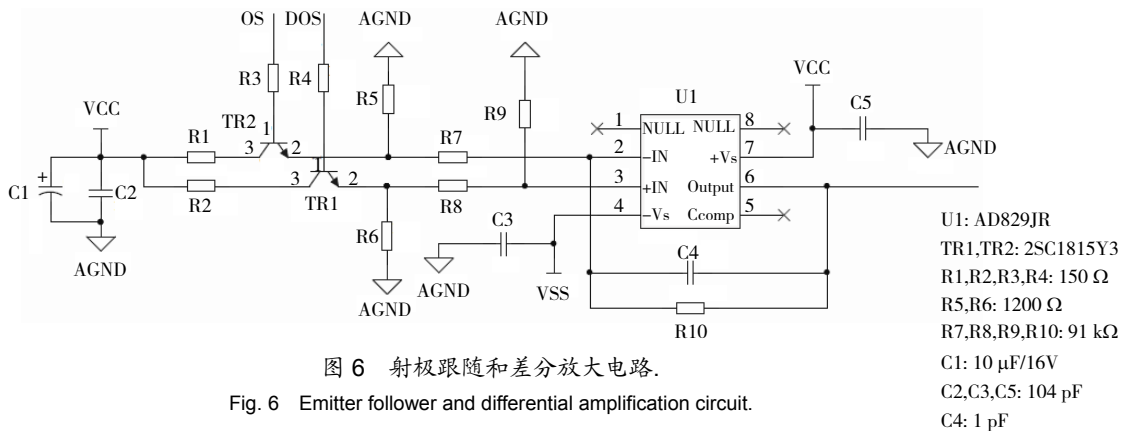 OS DOS AGND AGND
R3 R4 R5 R9 VCC
U1 C5
VCC TR2 1 R1 3 2 R7
1 NULL NULL 8
2 -IN +Vs 7 AGND
C1 + C2 R2 3 1 2 TR1 R8
3 +IN Output 6
4 -Vs Ccomp 5
AGND R6 C3 C4
AGND AGND VSS R10
U1: AD829JR
TR1,TR2: 2SC1815Y3
R1,R2,R3,R4: 150 Ω
R5,R6: 1200 Ω
R7,R8,R9,R10: 91 kΩ
C1: 10 μF/16V
C2,C3,C5: 104 pF
C4: 1 pF
图 6 射极跟随和差分放大电路.
Fig. 6 Emitter follower and differential amplification circuit.